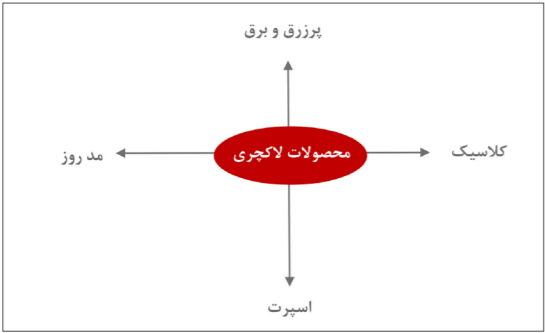 پرزرق و برق
کلاسیک
محصولات لاکچری
مد روز
اسپرت